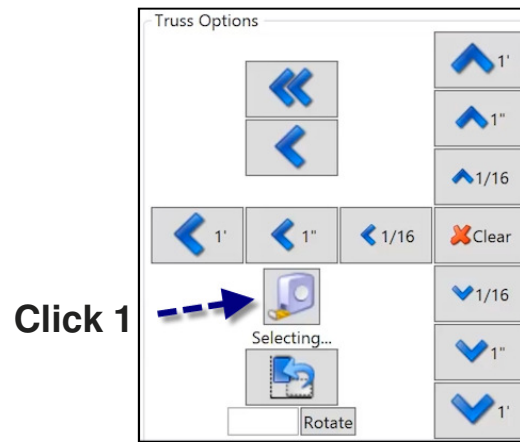 Truss Options
1'
1"
1/16
1' 1" 1/16 Clear
Click 1
1/16
Selecting...
1"
Rotate
1'